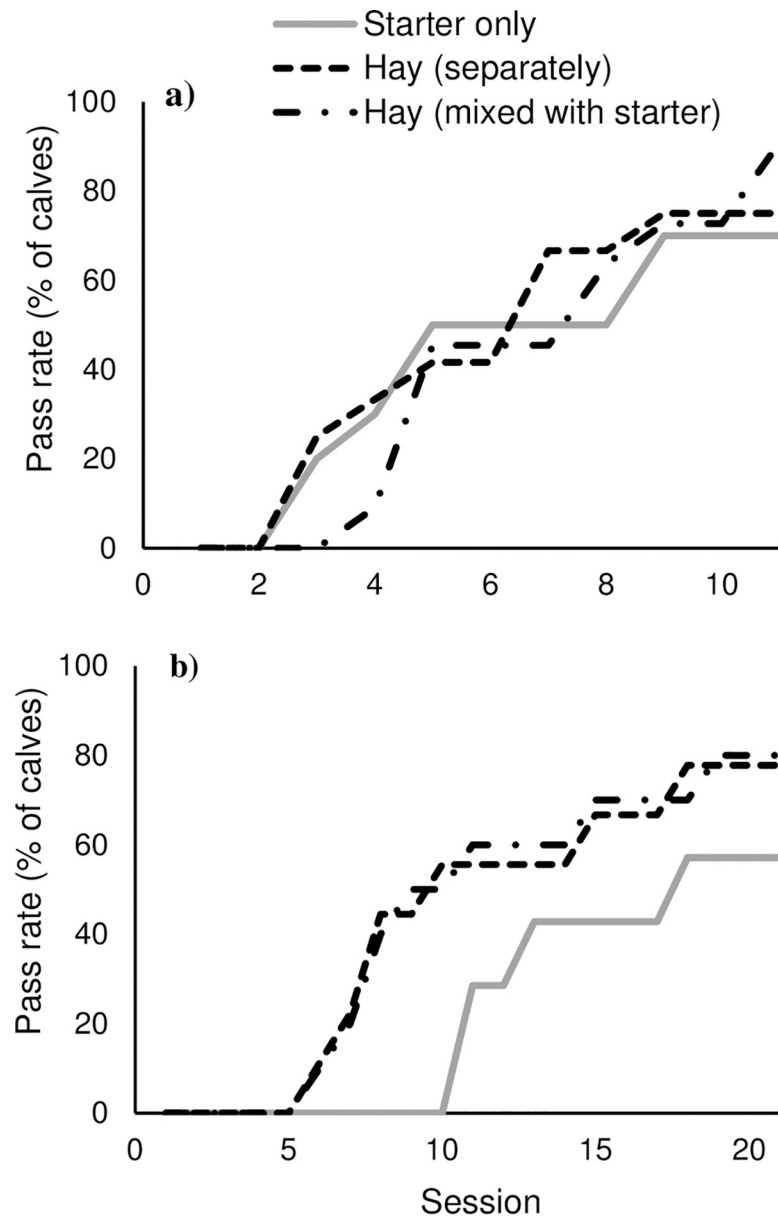 Starter only
Hay (separately)
Hay (mixed with starter)
a)
Pass rate (% of calves)
100
80
60
40
20
0
0 2 4 6 8 10
b)
Pass rate (% of calves)
100
80
60
40
20
0
0 5 10 15 20
Session